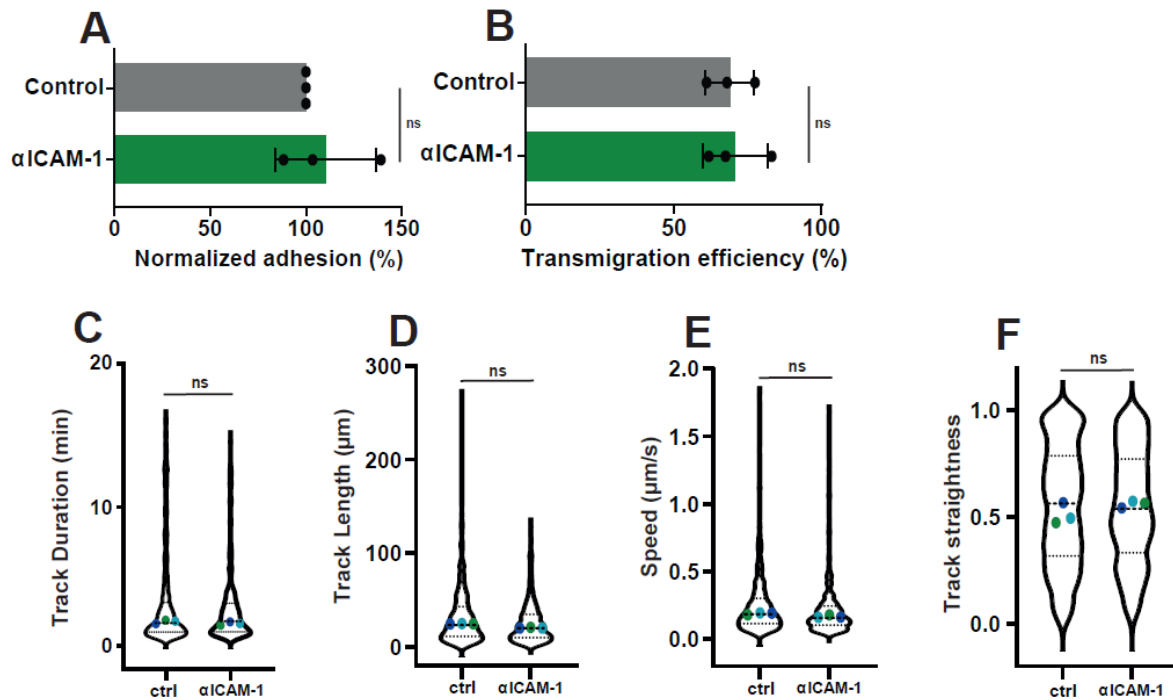 A
Control
αICAM-1
ns
0
50
100
150
Normalized adhesion (%)
B
Control
αICAM-1
ns
0
50
100
Transmigration efficiency (%)
C
Track Duration (min)
20
10
0
ns
ctrl
αICAM-1
D
Track Length (μm)
300
200
100
0
ns
ctrl
αICAM-1
E
Speed (μm/s)
2.0
1.5
1.0
0.5
0.0
ns
ctrl
αICAM-1
F
Track straightness
1.0
0.5
0.0
ns
ctrl
αICAM-1